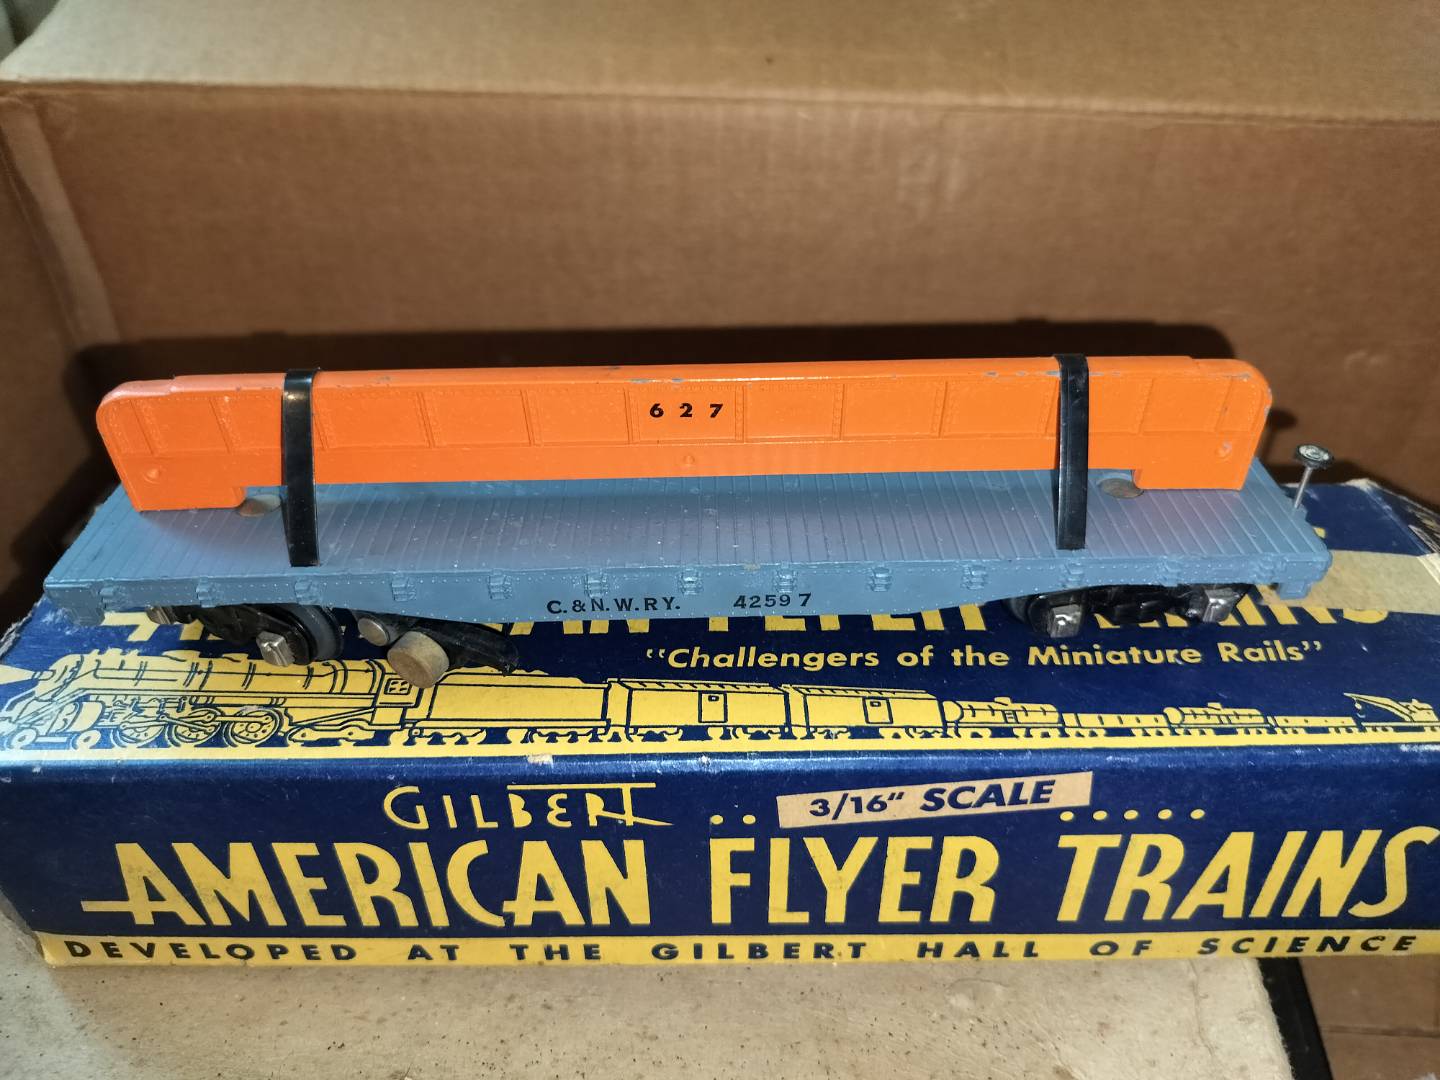 627
C. & N. W. RY. 42597
"Challengers of the Miniature Rails"
GILBERT .. 3/16" SCALE .....
AMERICAN FLYER TRAINS
DEVELOPED AT THE GILBERT HALL OF SCIENCE